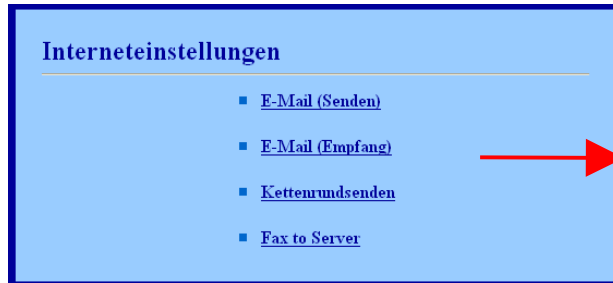 Interneteinstellungen
E-Mail (Senden)
E-Mail (Empfang)
Kettenrundsenden
Fax to Server